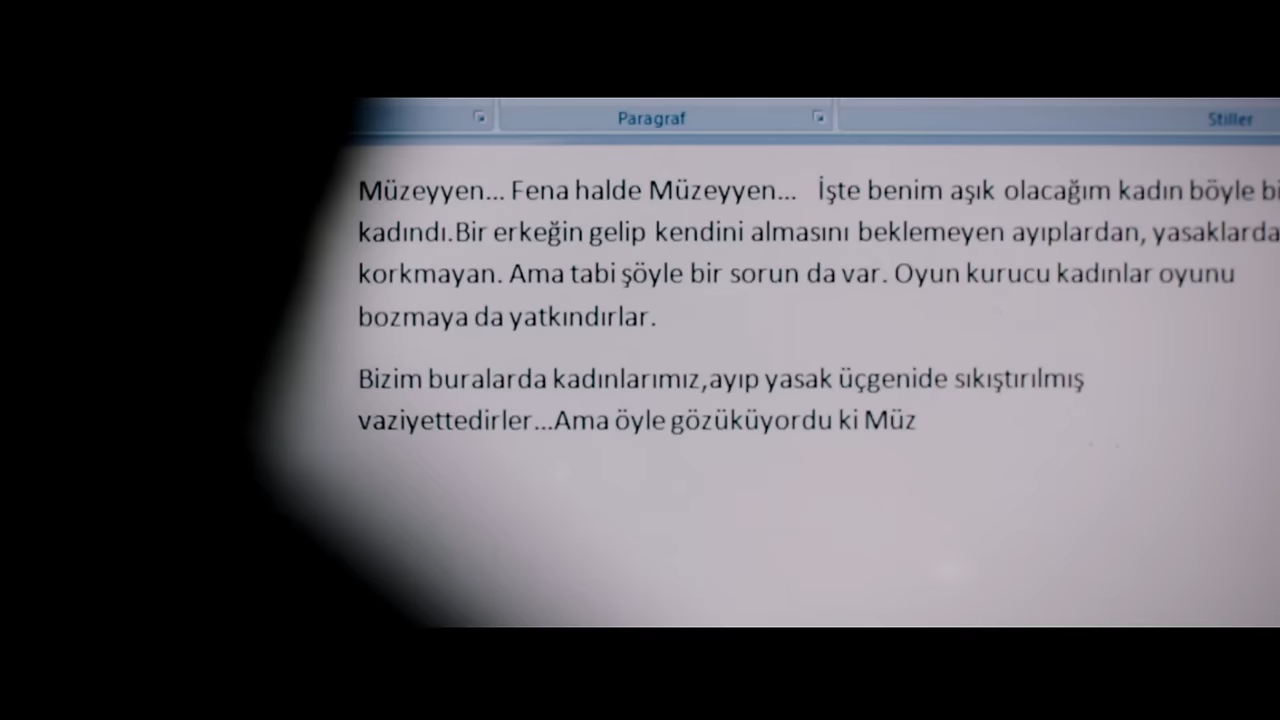 Paragraf Stiller
Müzeyyen... Fena halde Müzeyyen... İşte benim aşık olacağım kadın böyle bi
kadındı.Bir erkeğin gelip kendini almasını beklemeyen ayıplardan, yasaklarda
korkmayan. Ama tabi şöyle bir sorun da var. Oyun kurucu kadınlar oyunu
bozmaya da yatkındırlar.
Bizim buralarda kadınlarımız,ayıp yasak üçgenide sıkıştırılmış
vaziyettedirler...Ama öyle gözüküyordu ki Müz